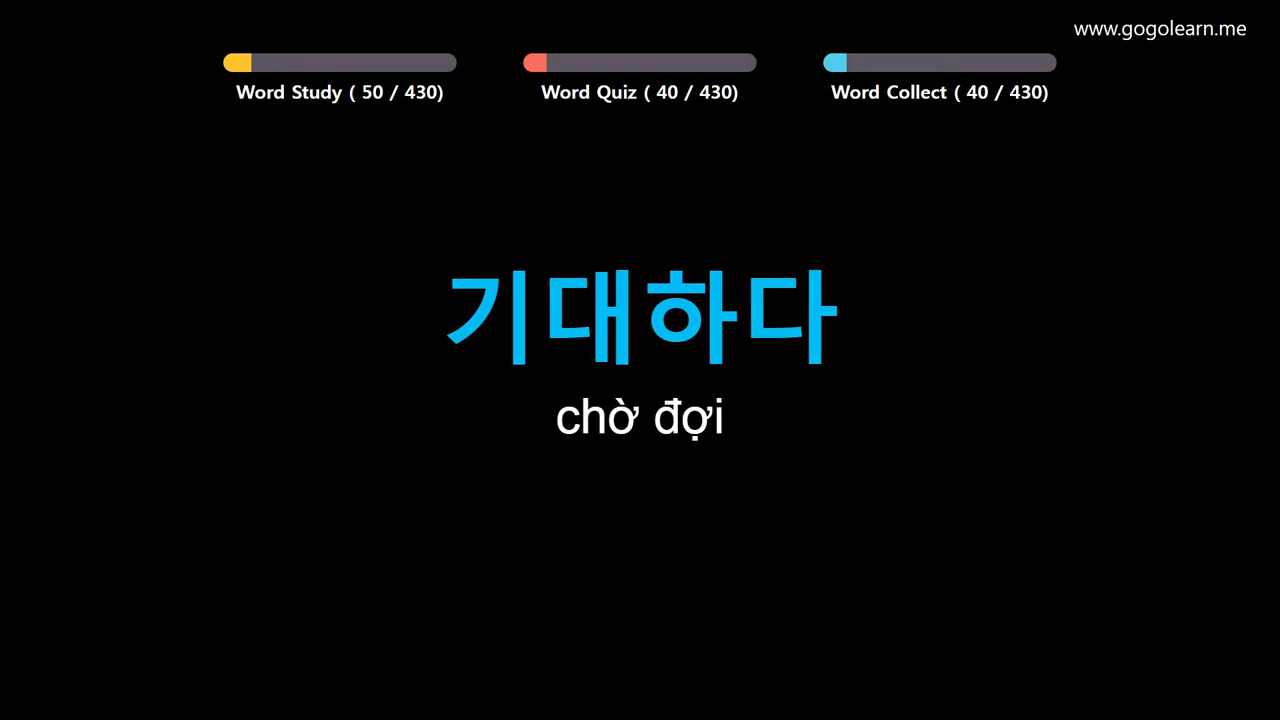 www.gogolearn.me
Word Study ( 50 / 430)
Word Quiz ( 40 / 430)
Word Collect ( 40 / 430)
기대하다
chờ đợi